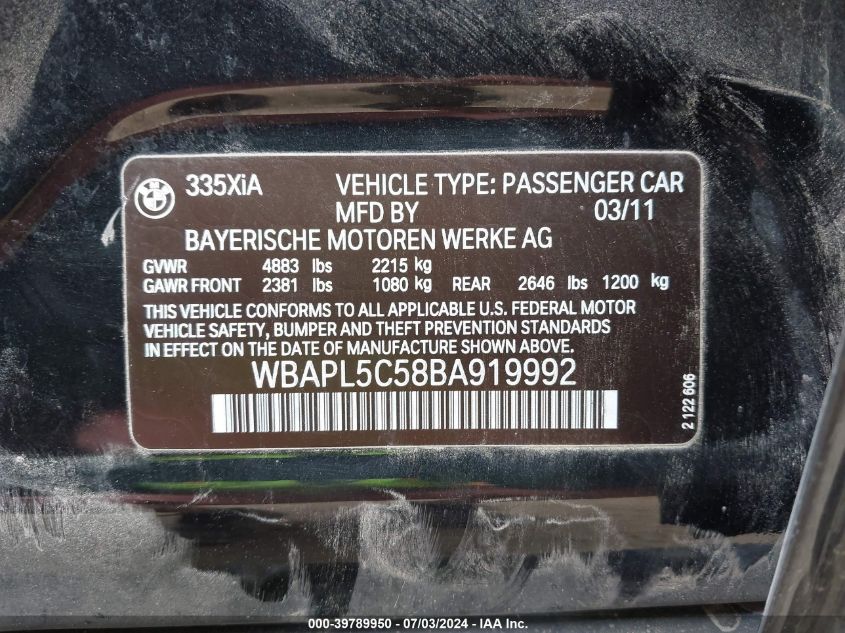 BMW
335XiA VEHICLE TYPE: PASSENGER CAR
MFD BY 03/11
BAYERISCHE MOTOREN WERKE AG
GVWR 4883 lbs 2215 kg
GAWR FRONT 2381 lbs 1080 kg REAR 2646 lbs 1200 kg
THIS VEHICLE CONFORMS TO ALL APPLICABLE U.S. FEDERAL MOTOR
VEHICLE SAFETY, BUMPER AND THEFT PREVENTION STANDARDS
IN EFFECT ON THE DATE OF MANUFACTURE SHOWN ABOVE.
WBAPL5C58BA919992
2 122 606
000-39789950 / 07/03/2024 - IAA Inc.